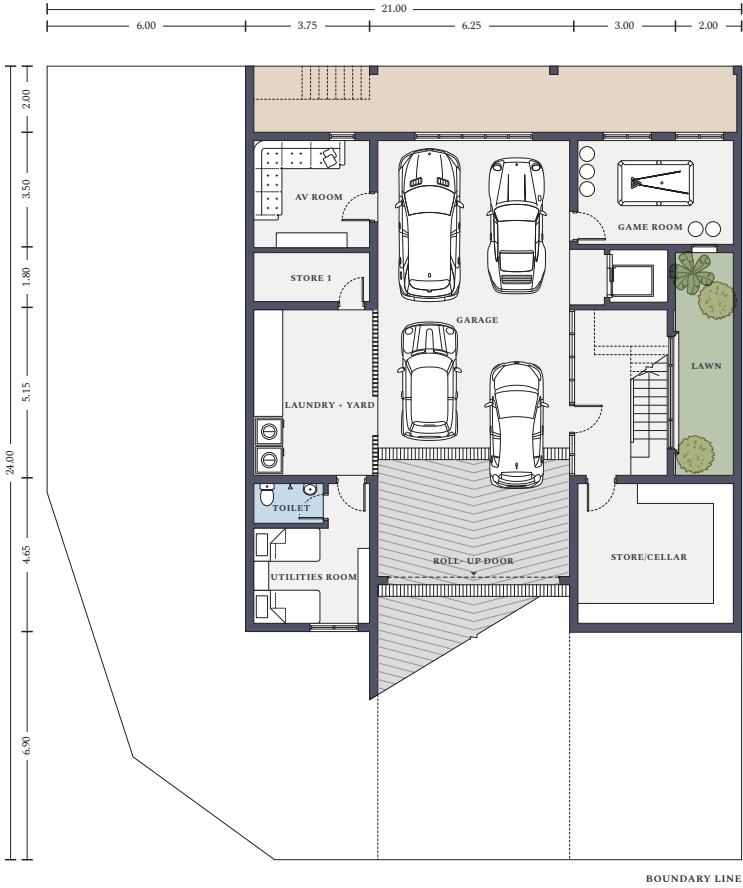 21.00
6.00 3.75 6.25 3.00 2.00
2.00
3.50
AV ROOM
GAME ROOM
1.80
STORE 1
GARAGE
LAWN
5.15
LAUNDRY + YARD
24.00
TOILET
4.65
ROLL- UP DOOR
STORE/CELLAR
UTILITIES ROOM
6.90
BOUNDARY LINE